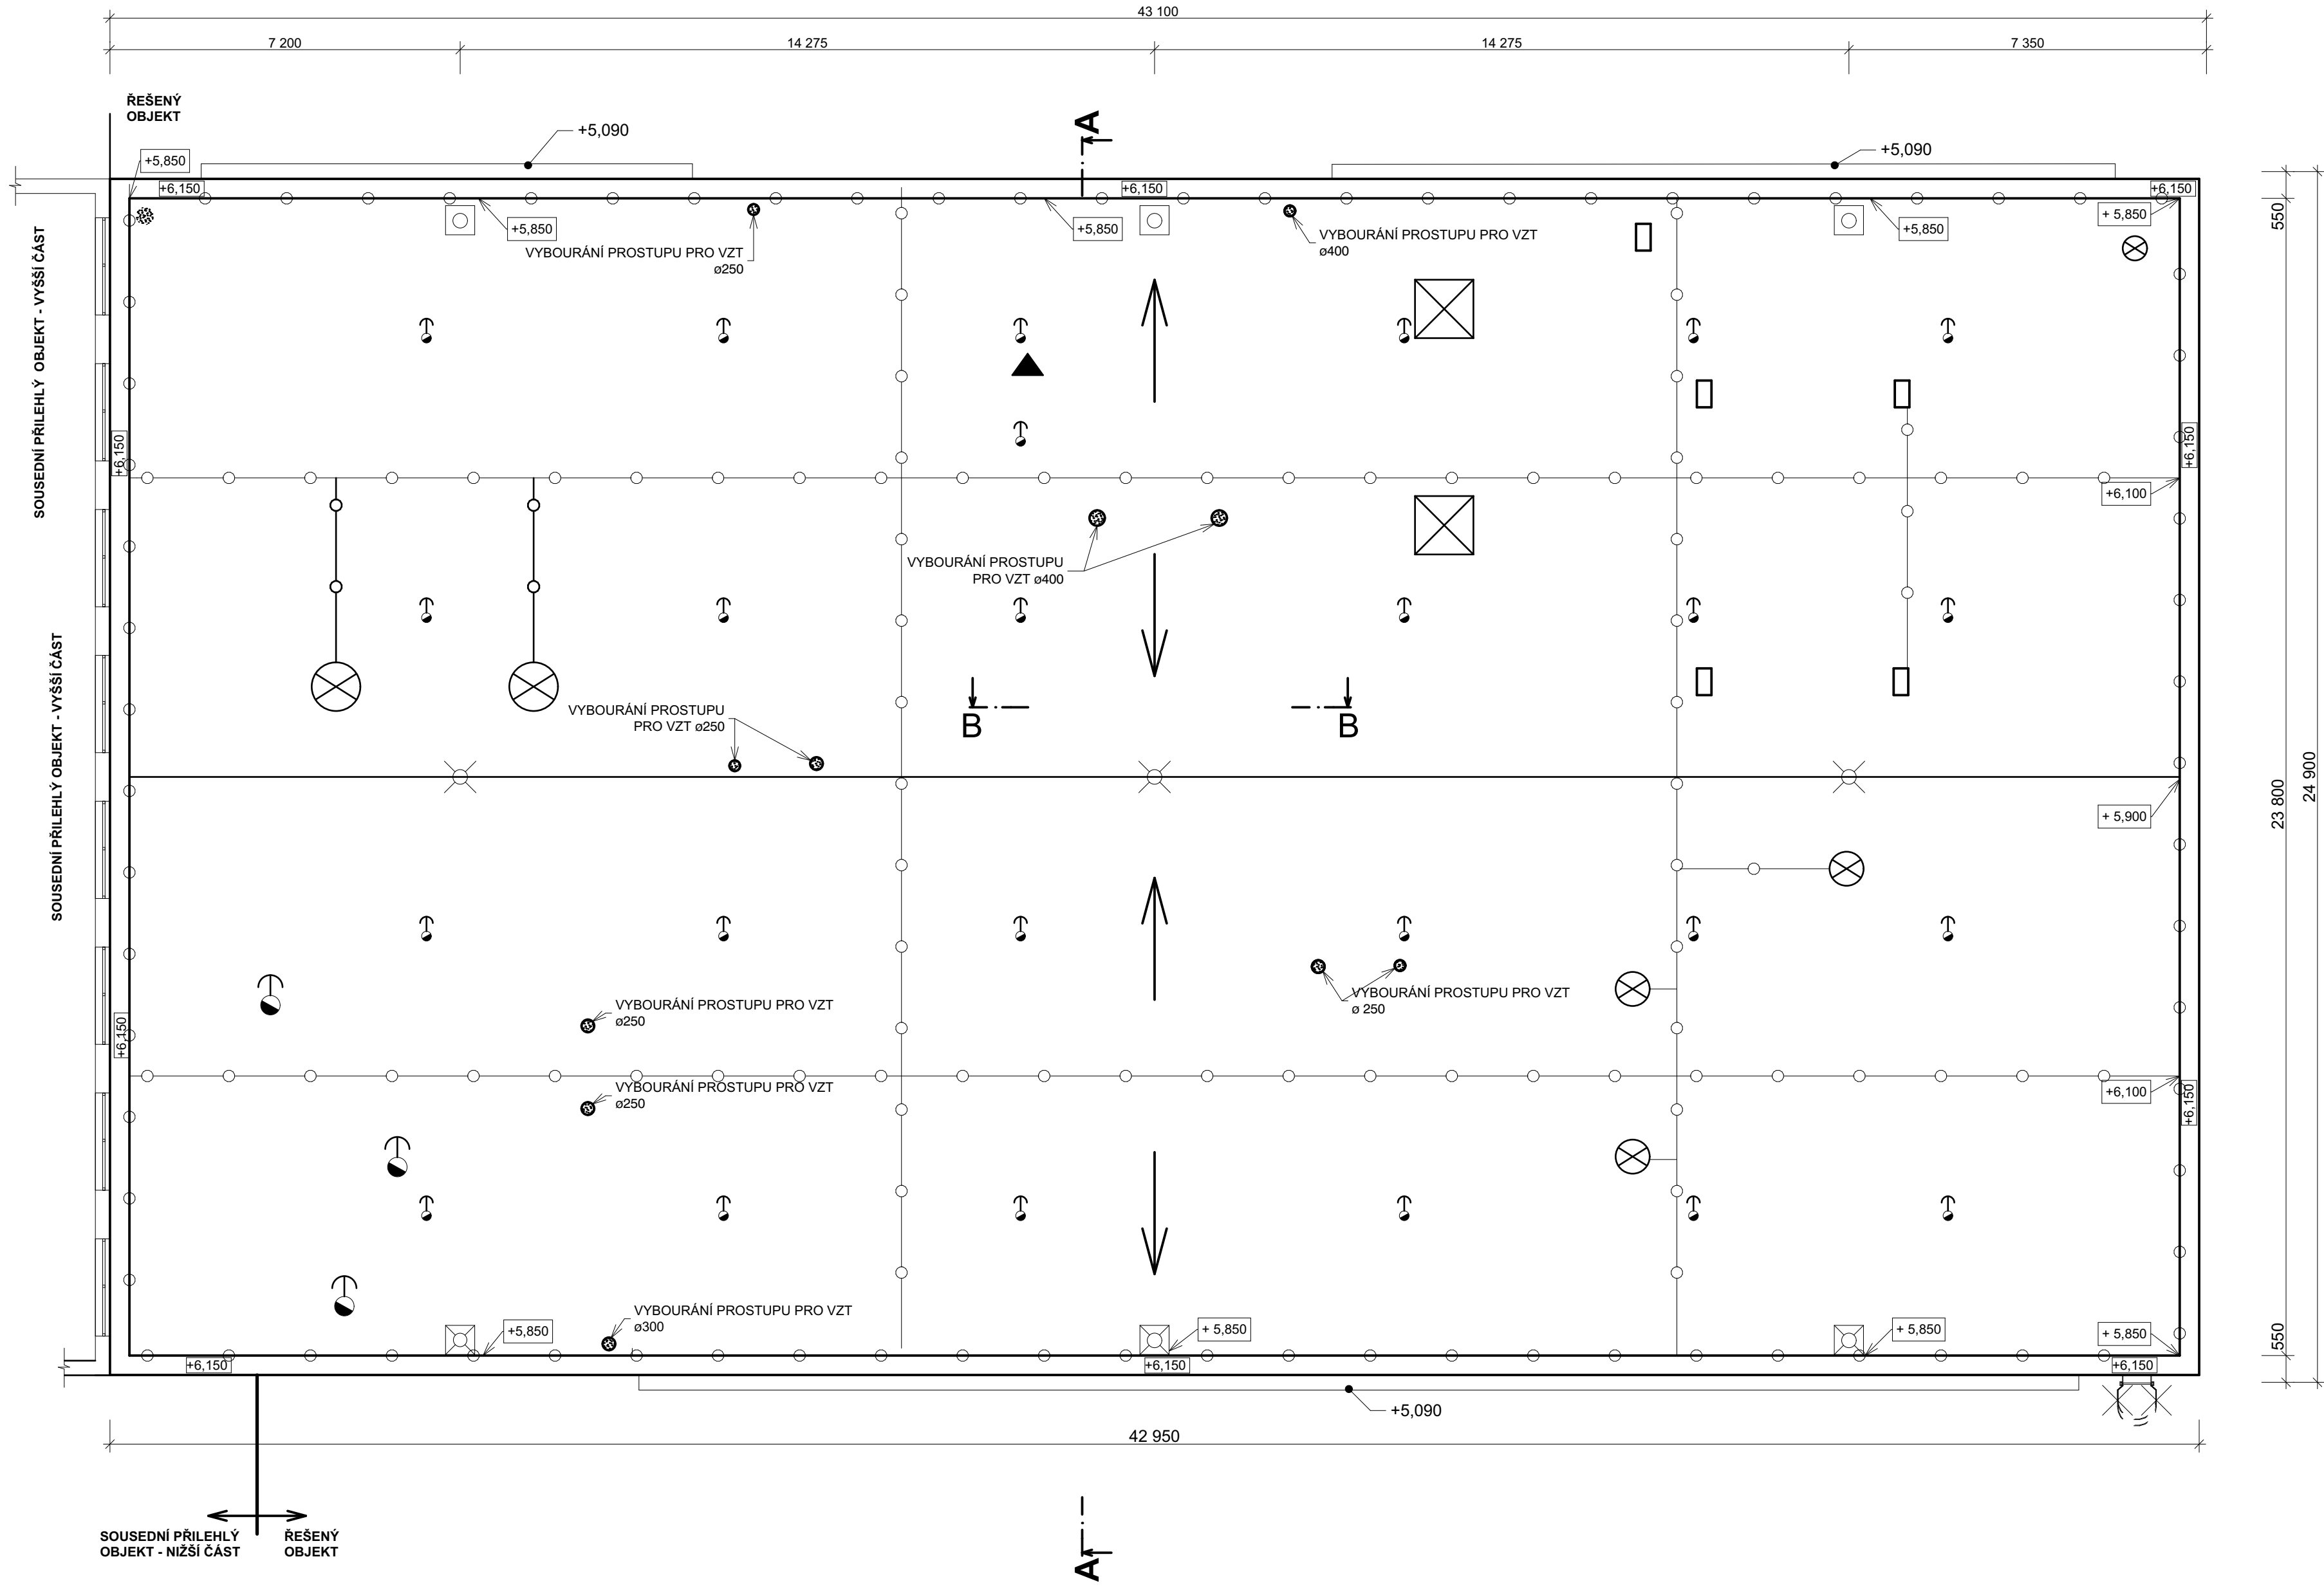 43 100
7 200
14 275
14 275
7 350
ŘEŠENÝ
OBJEKT
A
+5,090
+5,090
+5,850
+6,150
+6,150
+6,150
+ 5,850
+5,850
+5,850
+5,850
550
VYBOURÁNÍ PROSTUPU PRO VZT
ø250
VYBOURÁNÍ PROSTUPU PRO VZT
ø400
SOUSEDNÍ PŘILEHLÝ OBJEKT - VYŠŠÍ ČÁST
+6,150
+6,150
+6,100
VYBOURÁNÍ PROSTUPU
PRO VZT ø400
SOUSEDNÍ PŘILEHLÝ OBJEKT - VYŠŠÍ ČÁST
VYBOURÁNÍ PROSTUPU
PRO VZT ø250
B
B
+ 5,900
23 800
24 900
VYBOURÁNÍ PROSTUPU PRO VZT
ø 250
VYBOURÁNÍ PROSTUPU PRO VZT
ø250
+6,150
VYBOURÁNÍ PROSTUPU PRO VZT
ø250
+6,100
+6,150
VYBOURÁNÍ PROSTUPU PRO VZT
ø300
+5,850
+ 5,850
+ 5,850
+ 5,850
550
+6,150
+6,150
+6,150
+5,090
42 950
SOUSEDNÍ PŘILEHLÝ
OBJEKT - NIŽŠÍ ČÁST
ŘEŠENÝ
OBJEKT
A